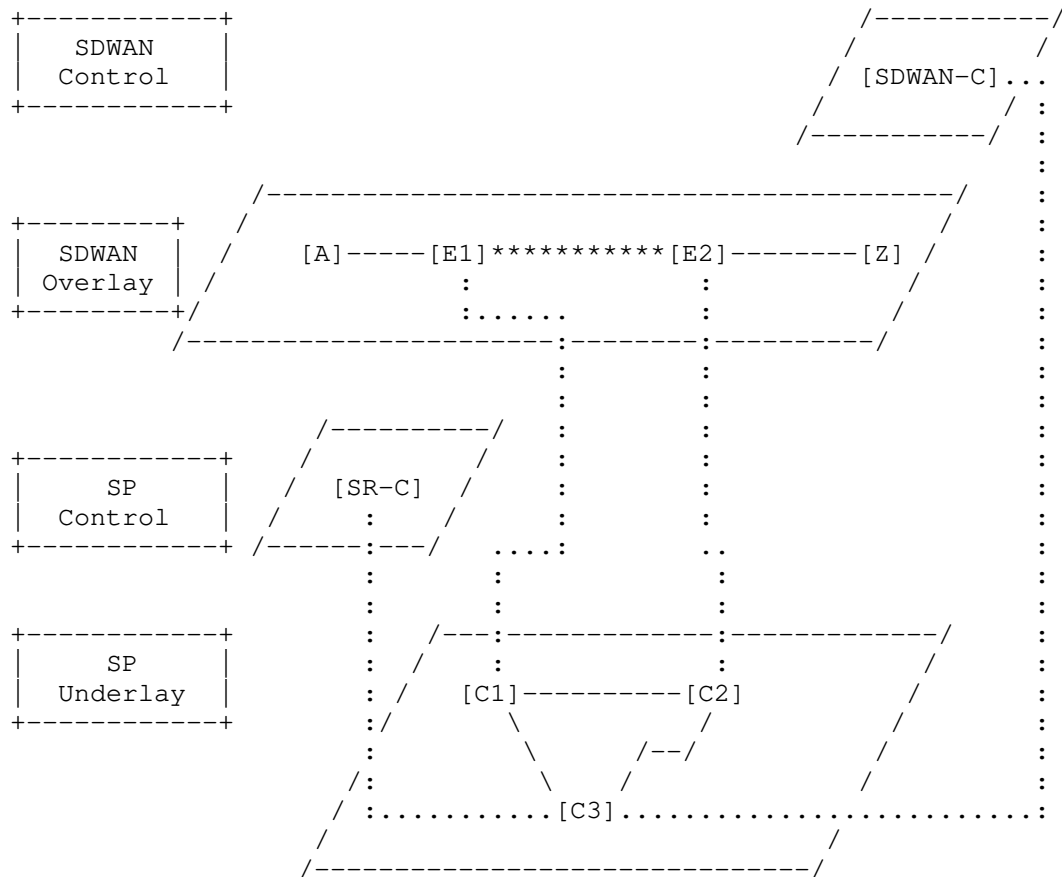 SDWAN
Control
[SDWAN-C]
SDWAN
Overlay
[A]-----[E1]***********[E2]--------[Z]
SP
Control
[SR-C]
SP
Underlay
[C1]----------[C2]
[C3]